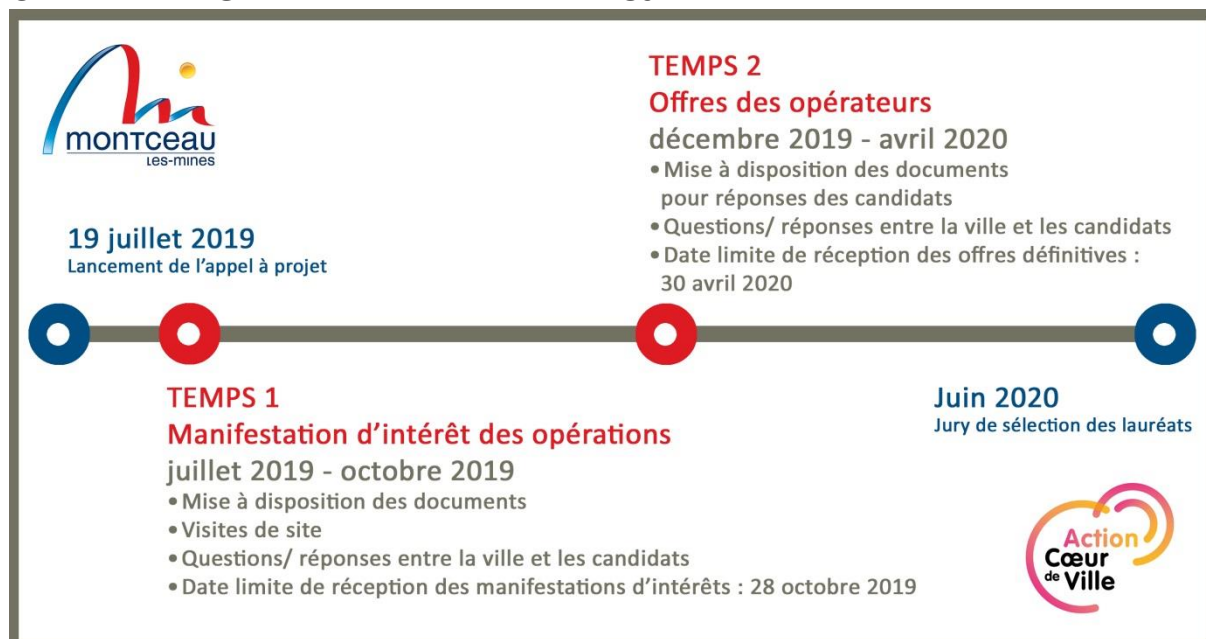 MONTCEAU
LES-MINES
19 juillet 2019
Lancement de l'appel à projet
TEMPS 1
Manifestation d'intérêt des opérations
juillet 2019 - octobre 2019
• Mise à disposition des documents
• Visites de site
• Questions/ réponses entre la ville et les candidats
• Date limite de réception des manifestations d'intérêts : 28 octobre 2019
TEMPS 2
Offres des opérateurs
décembre 2019 - avril 2020
• Mise à disposition des documents
pour réponses des candidats
• Questions/ réponses entre la ville et les candidats
• Date limite de réception des offres définitives :
30 avril 2020
Juin 2020
Jury de sélection des lauréats
Action
Cœur
de Ville